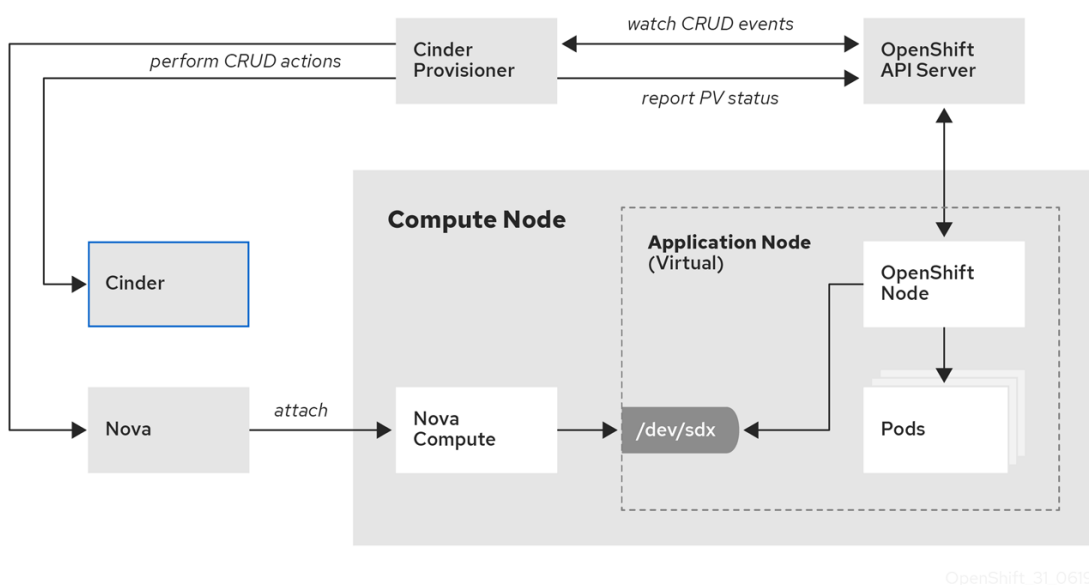 watch CRUD events
Cinder
Provisioner
OpenShift
API Server
perform CRUD actions
report PV status
Compute Node
Application Node
(Virtual)
OpenShift
Node
Cinder
attach
Nova
Nova
Compute
/dev/sdx
Pods